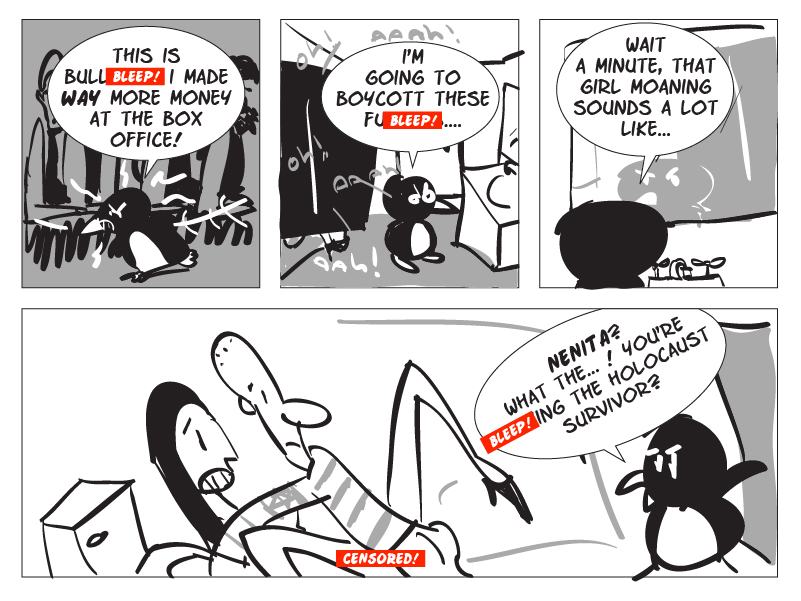 THIS IS
BULL BLEEP! I MADE
WAY MORE MONEY
AT THE BOX
OFFICE!
oh!
aaaah!
I'M
GOING TO
BOYCOTT THESE
FU BLEEP! S....
oh!
aaah
aah!
WAIT
A MINUTE, THAT
GIRL MOANING
SOUNDS A LOT
LIKE...
NENITA?
WHAT THE... ! YOU'RE
BLEEP! ING THE HOLOCAUST
SURVIVOR?
CENSORED!